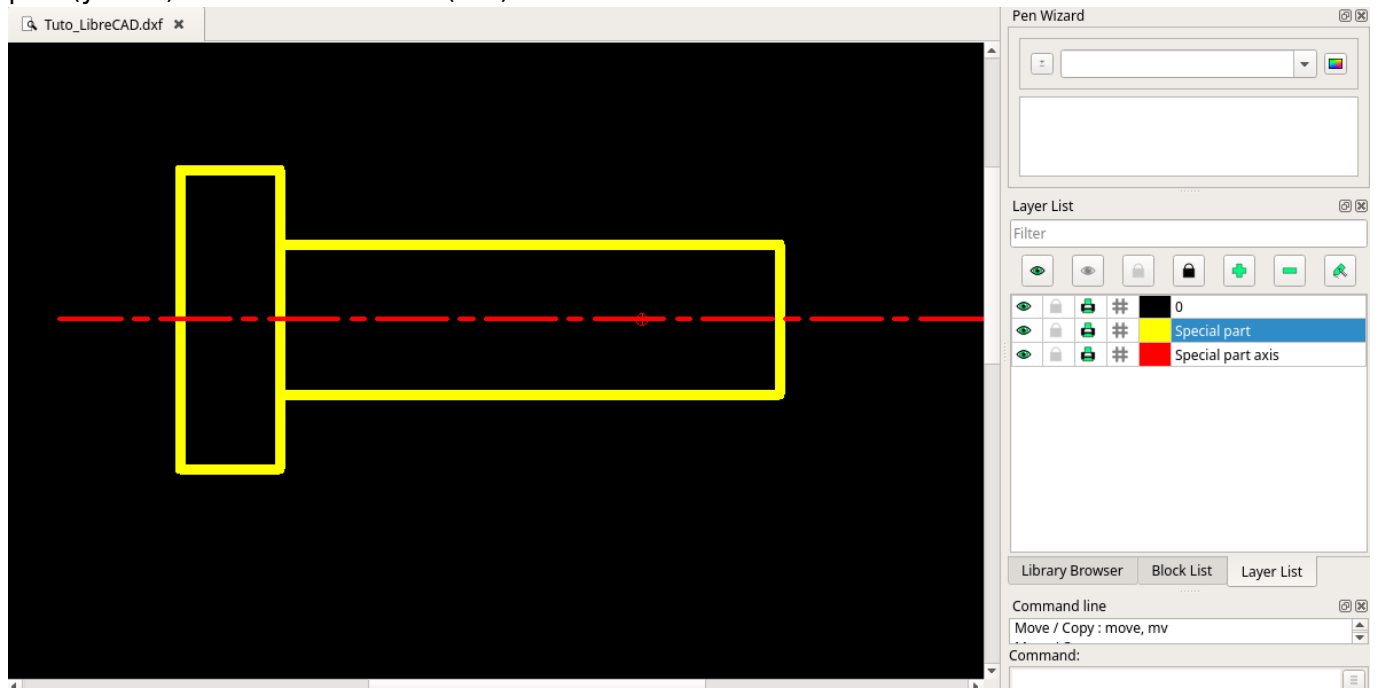 Tuto_LibreCAD.dxf
Pen Wizard
Layer List
Filter
0
Special part
Special part axis
Library Browser Block List Layer List
Command line
Move / Copy : move, mv
Command: